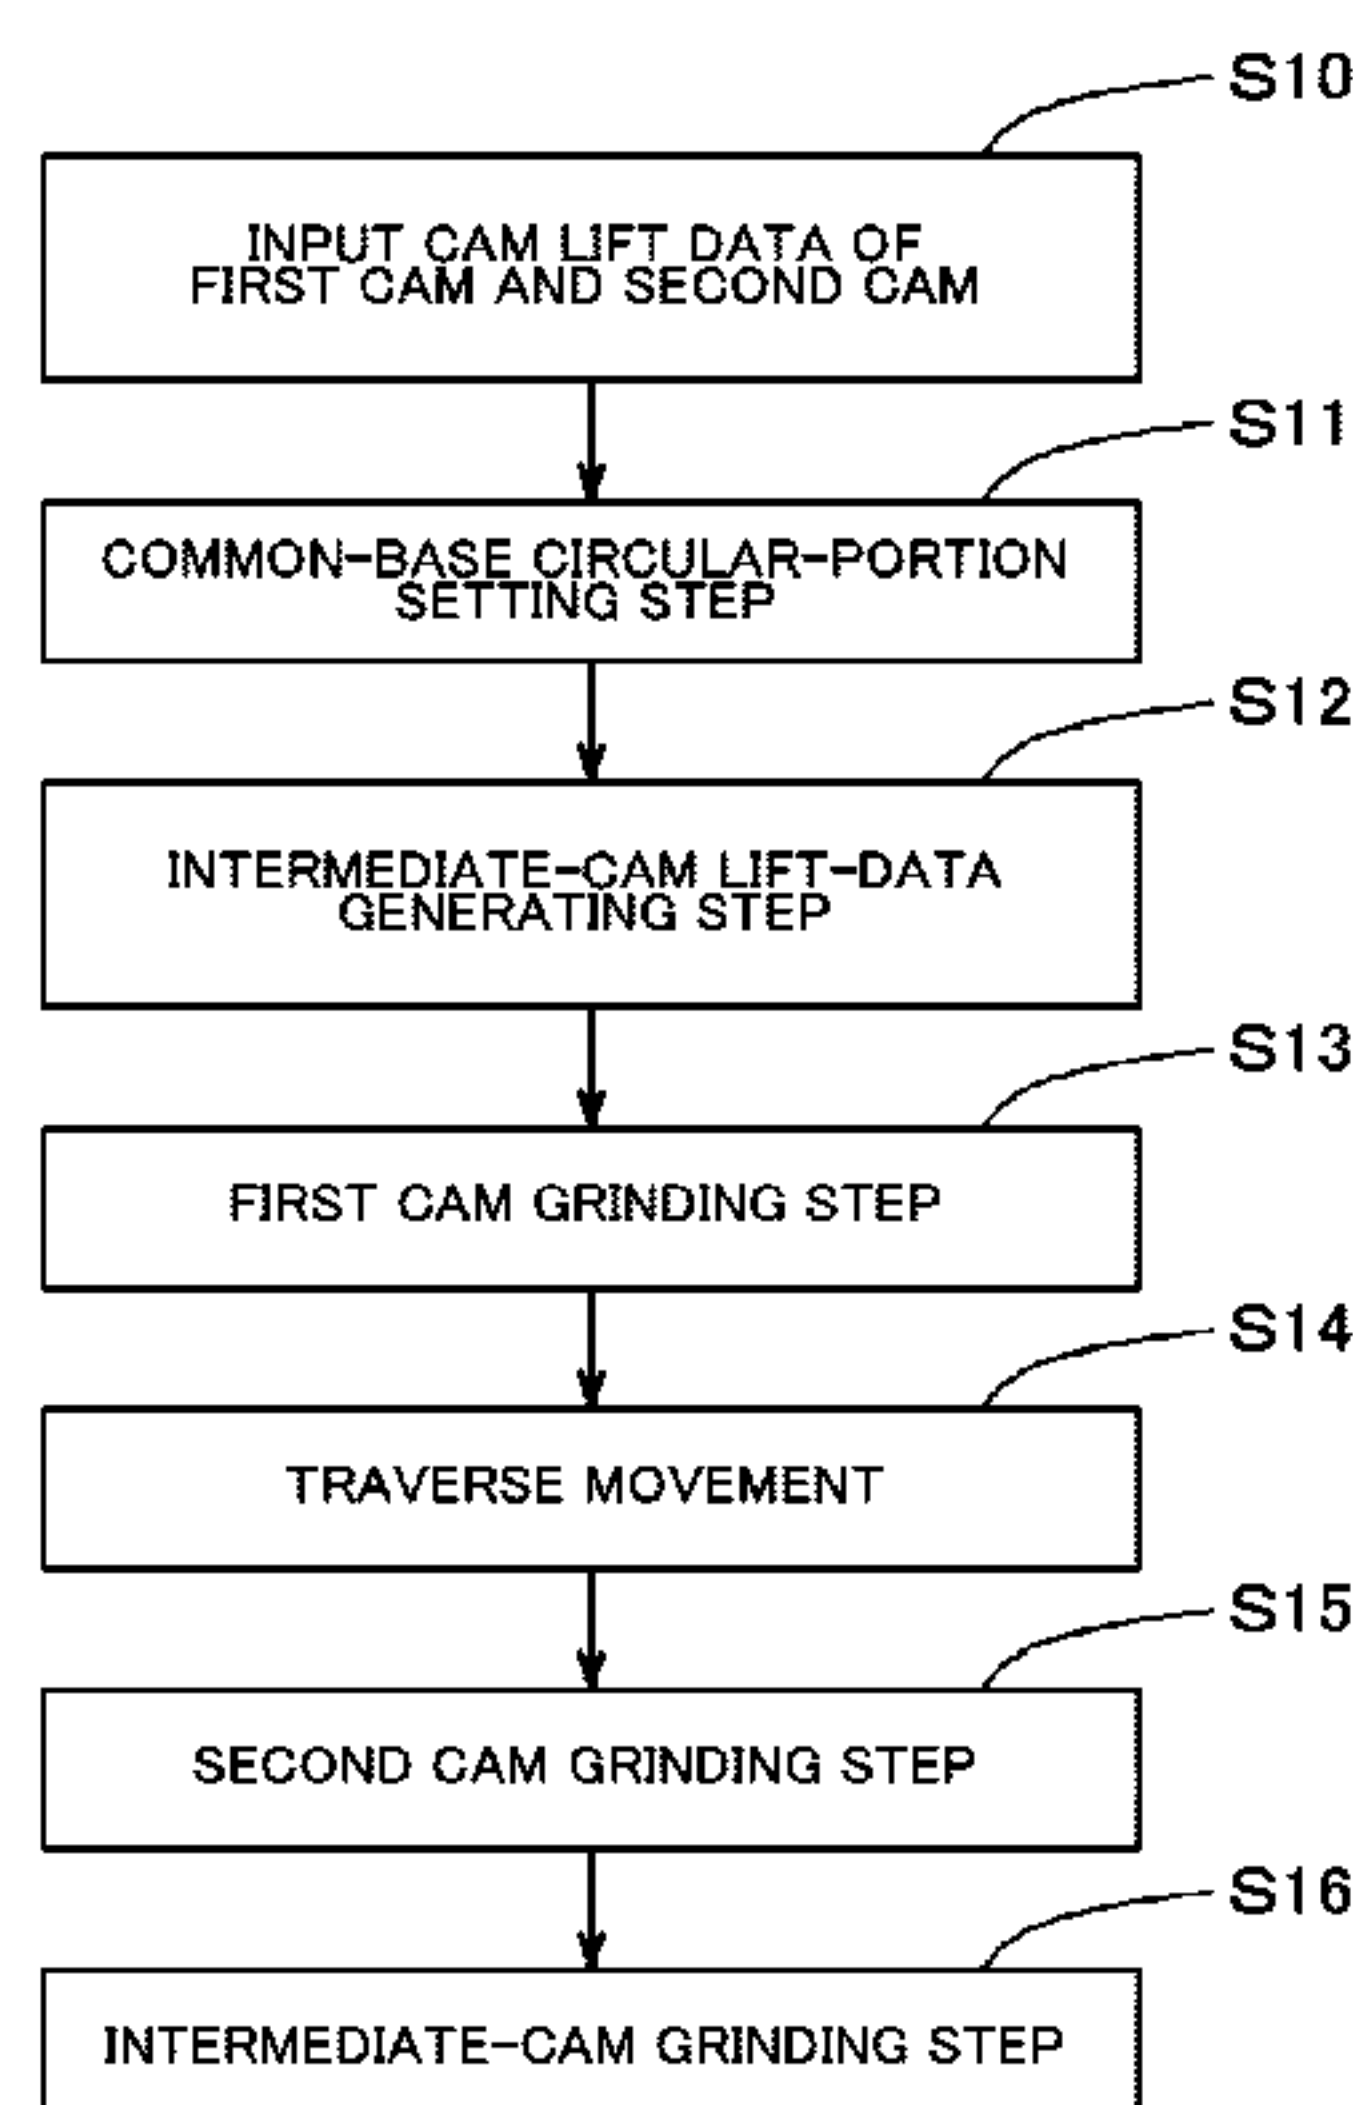 S10
INPUT CAM LIFT DATA OF
FIRST CAM AND SECOND CAM
S11
COMMON-BASE CIRCULAR-PORTION
SETTING STEP
S12
INTERMEDIATE-CAM LIFT-DATA
GENERATING STEP
S13
FIRST CAM GRINDING STEP
S14
TRAVERSE MOVEMENT
S15
SECOND CAM GRINDING STEP
S16
INTERMEDIATE-CAM GRINDING STEP